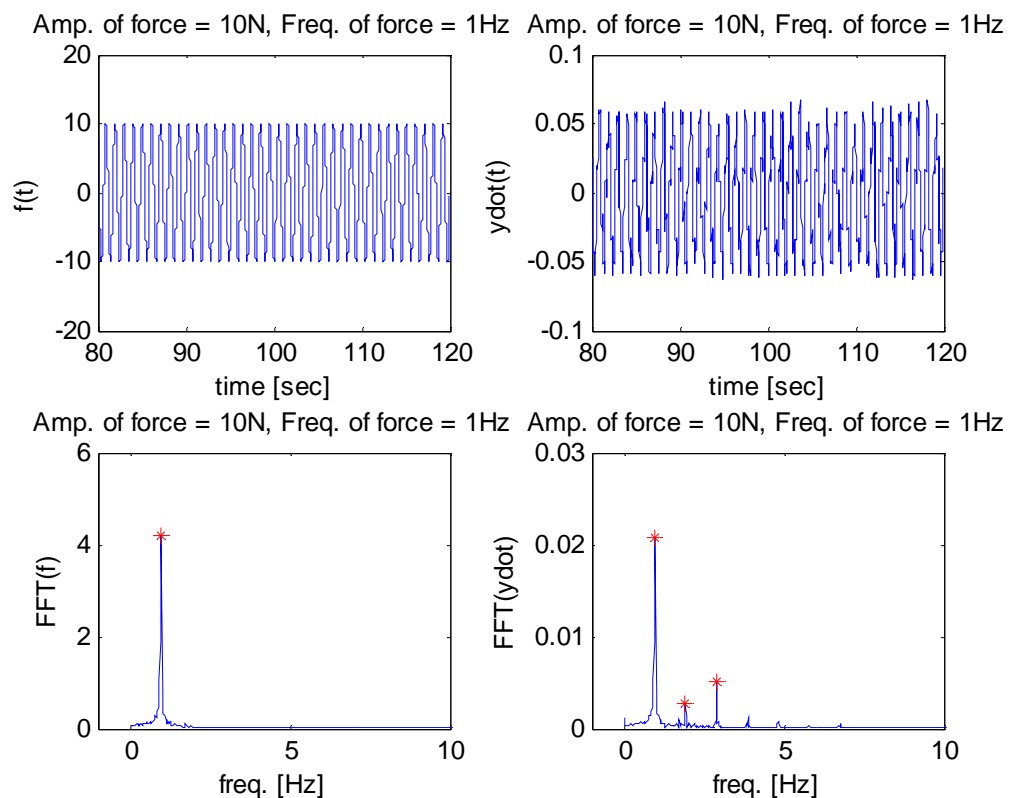 Amp. of force = 10N, Freq. of force = 1Hz
20
10
0
-10
-20
f(t)
80 90 100 110 120
time [sec]
Amp. of force = 10N, Freq. of force = 1Hz
0.1
0.05
0
-0.05
-0.1
ydot(t)
80 90 100 110 120
time [sec]
Amp. of force = 10N, Freq. of force = 1Hz
6
4
2
0
FFT(f)
0 5 10
freq. [Hz]
Amp. of force = 10N, Freq. of force = 1Hz
0.03
0.02
0.01
0
FFT(ydot)
0 5 10
freq. [Hz]